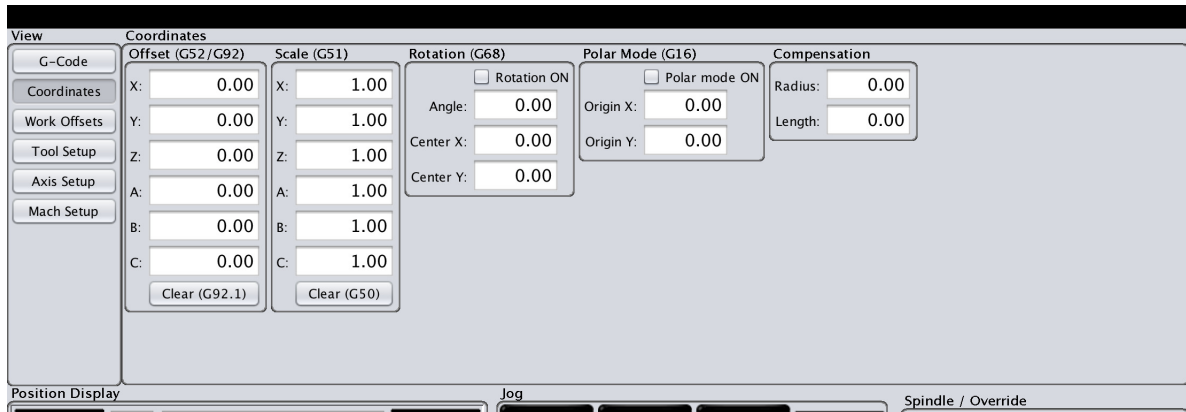 View Coordinates
G-Code Offset (G52/G92) Scale (G51) Rotation (G68) Polar Mode (G16) Compensation
Coordinates X: 0.00 X: 1.00 Rotation ON Polar mode ON Radius: 0.00
Angle: 0.00 Origin X: 0.00
Work Offsets Y: 0.00 Y: 1.00 Length: 0.00
Center X: 0.00 Origin Y: 0.00
Tool Setup Z: 0.00 Z: 1.00
Center Y: 0.00
Axis Setup A: 0.00 A: 1.00
Mach Setup B: 0.00 B: 1.00
C: 0.00 C: 1.00
Clear (G92.1) Clear (G50)
Position Display Jog Spindle / Override